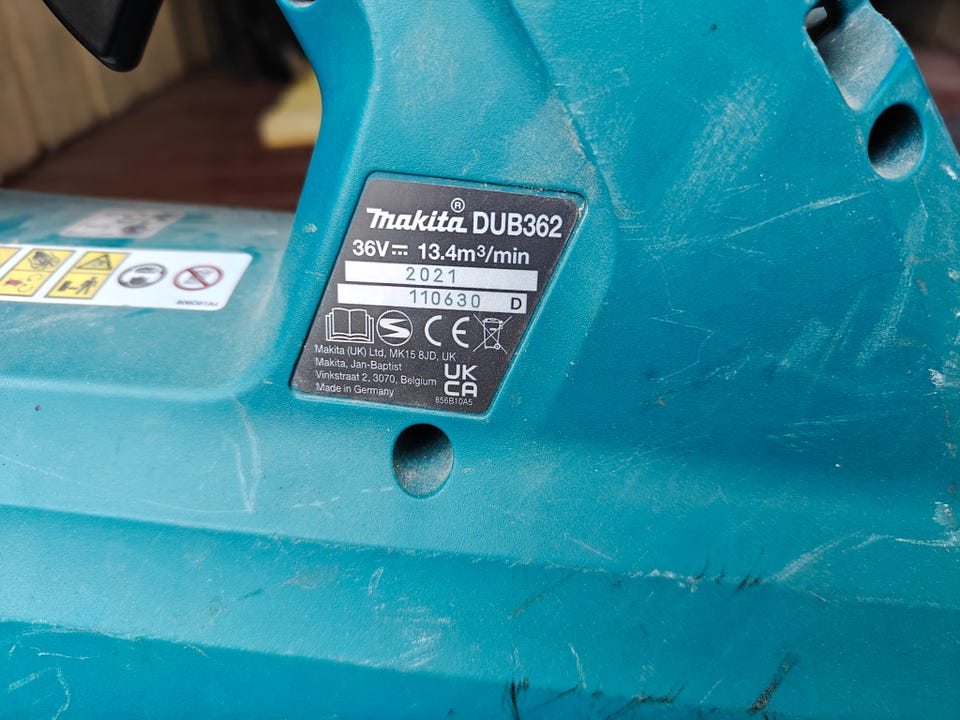 makita® DUB362
36V 13.4m³/min
2021
110630 D
CE
Makita (UK) Ltd, MK15 8JD, UK
Makita, Jan-Baptist
Vinkstraat 2, 3070, Belgium
Made in Germany
UK
CA
856B10A5